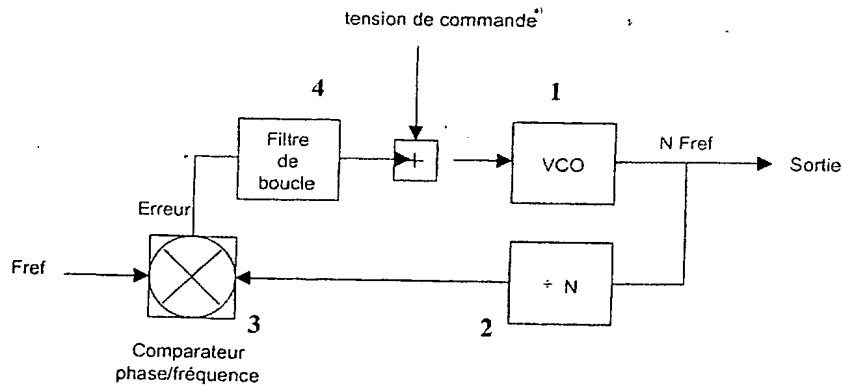 tension de commande*)
4
1
Filtre
de
boucle
+
VCO
N Fref
Sortie
Erreur
Fref
÷ N
3
2
Comparateur
phase/fréquence